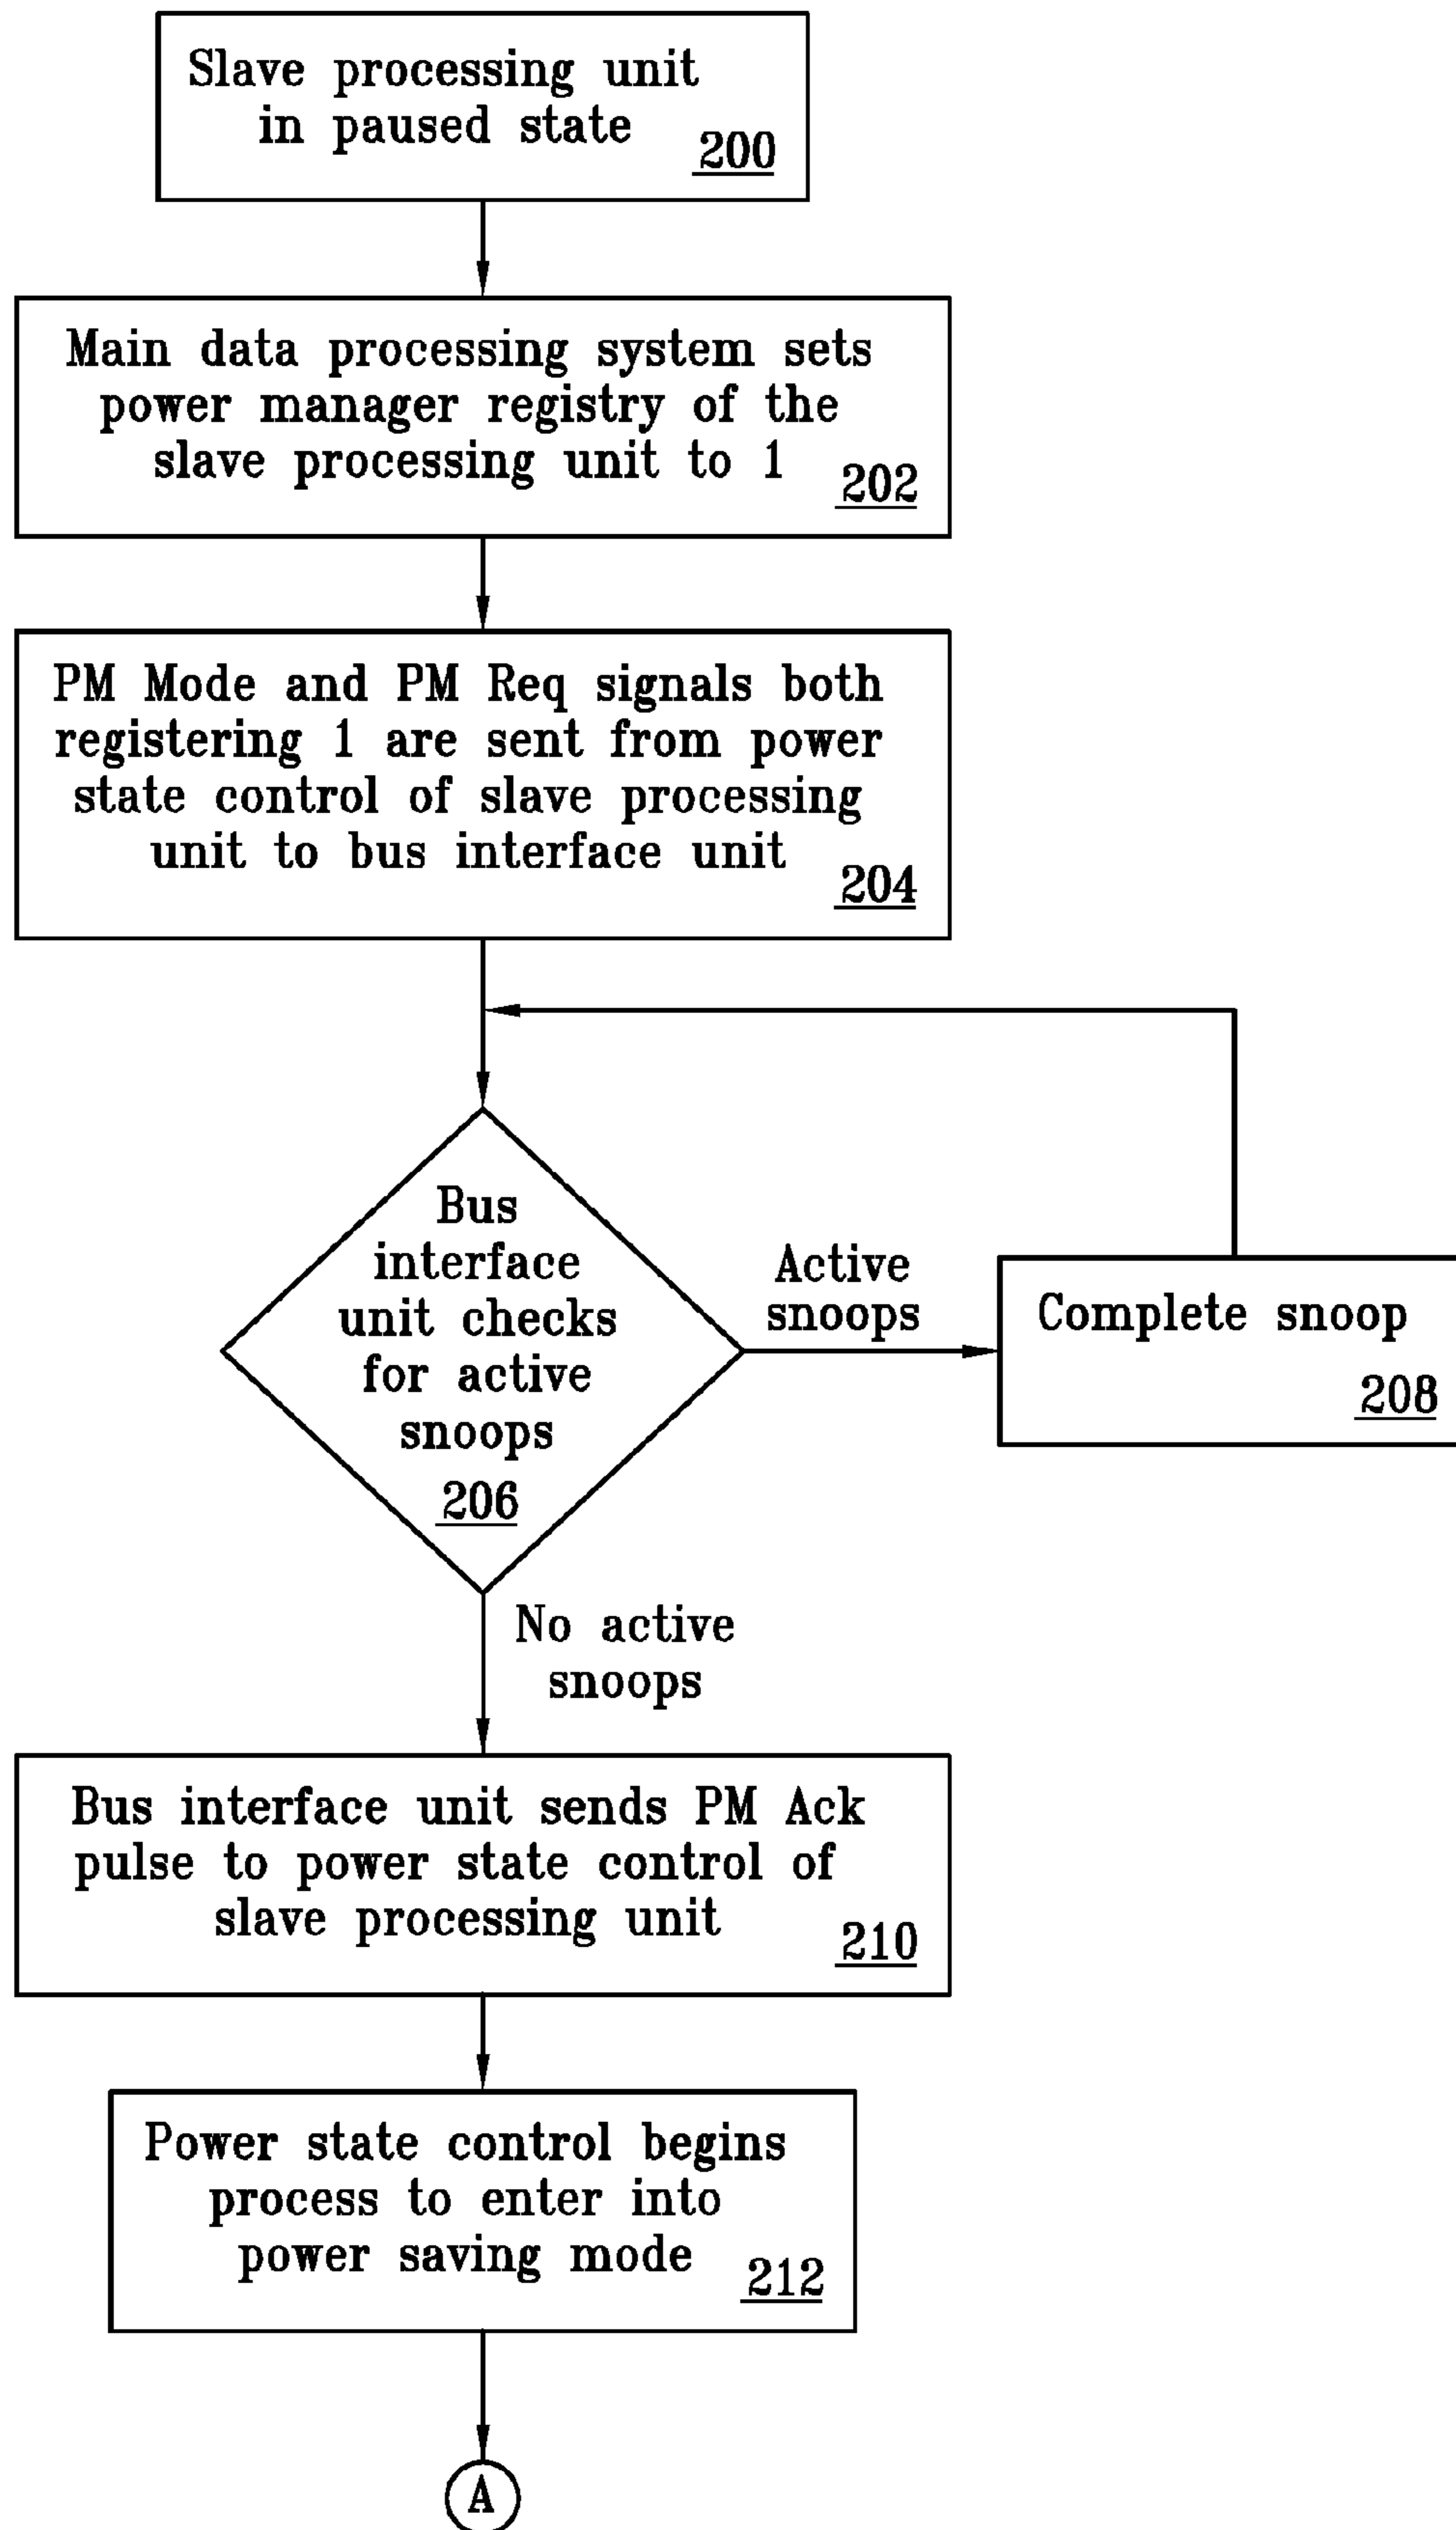 Slave processing unit
in paused state
200
Main data processing system sets
power manager registry of the
slave processing unit to 1
202
PM Mode and PM Req signals both
registering 1 are sent from power
state control of slave processing
unit to bus interface unit
204
Bus
interface
unit checks
for active
snoops
206
Active
snoops
Complete snoop
208
No active
snoops
Bus interface unit sends PM Ack
pulse to power state control of
slave processing unit
210
Power state control begins
process to enter into
power saving mode
212
A